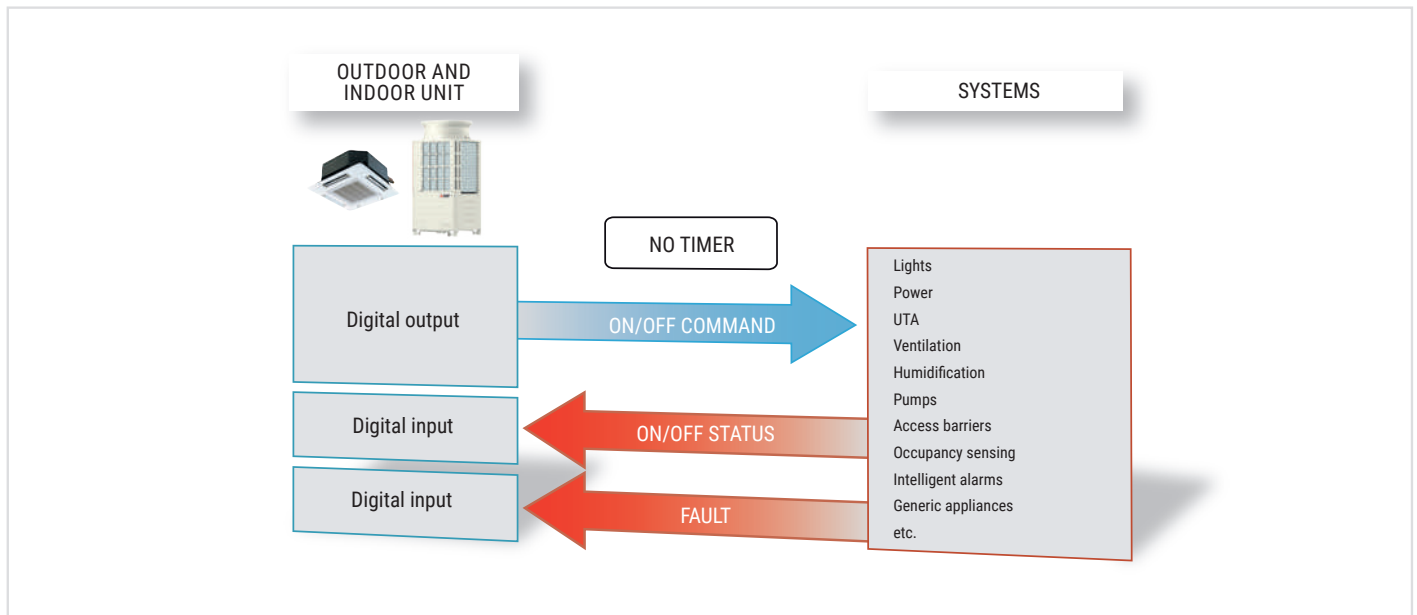 OUTDOOR AND
INDOOR UNIT
SYSTEMS
NO TIMER
Digital output
ON/OFF COMMAND
Digital input
ON/OFF STATUS
Digital input
FAULT
Lights
Power
UTA
Ventilation
Humidification
Pumps
Access barriers
Occupancy sensing
Intelligent alarms
Generic appliances
etc.